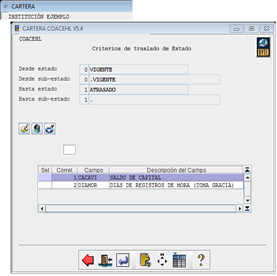 CARTERA
INSTITUCIÓN EJEMPLO
CARTERA COACEHL V3.4
COACEHL
Criterios de traslado de Estado
Desde estado 0 VIGENTE
Desde sub-estado 0 .VIGENTE
Hasta estado 1 ATRASADO
Hasta sub-estado 1 .
Sel Correl. Campo Descripción del Campo
1 CACAVI SALDO DE CAPITAL
2 DIAMOR DIAS DE REGISTROS DE MORA (TOMA GRACIA)